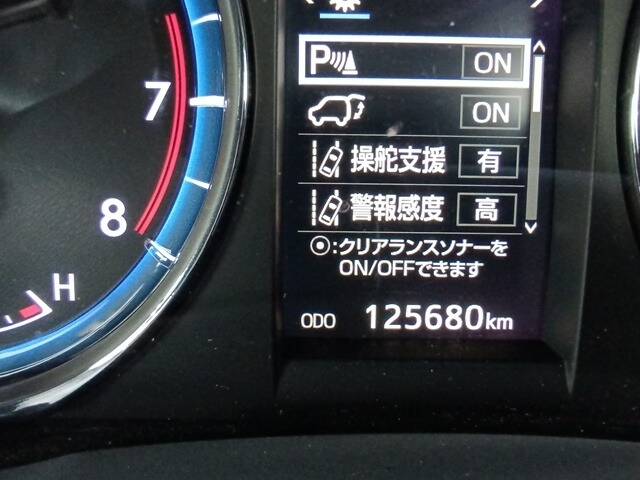 P ON
7
ON
操舵支援 有
8
警報感度 高
:クリアランスソナーを
ON/OFFできます
H
ODO 125680km